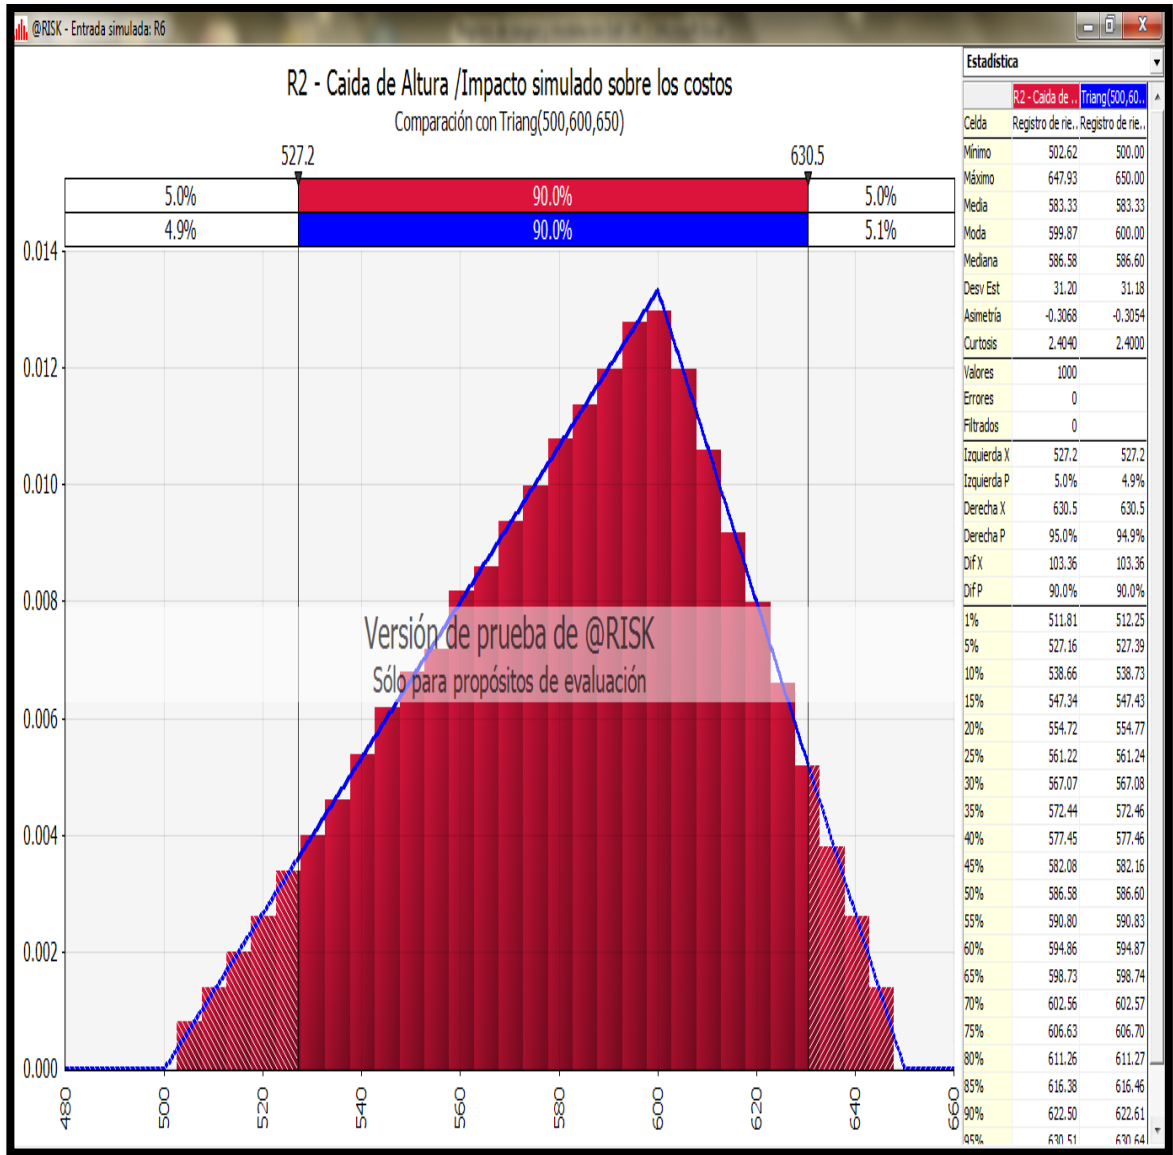 @RISK - Entrada simulada: R6
R2 - Caida de Altura /Impacto simulado sobre los costos
Comparación con Triang(500,600,650)
527.2 630.5
5.0% 90.0% 5.0%
4.9% 90.0% 5.1%
0.014
0.012
0.010
0.008
0.006
0.004
0.002
0.000
480 500 520 540 560 580 600 620 640 660
Versión de prueba de @RISK
Sólo para propósitos de evaluación
Estadística
R2 - Caida de .. Triang(500,60..
Celda Registro de rie.. Registro de rie..
Mínimo 502.62 500.00
Máximo 647.93 650.00
Media 583.33 583.33
Moda 599.87 600.00
Mediana 586.58 586.60
Desv Est 31.20 31.18
Asimetría -0.3068 -0.3054
Curtosis 2.4040 2.4000
Valores 1000
Errores 0
Filtrados 0
Izquierda X 527.2 527.2
Izquierda P 5.0% 4.9%
Derecha X 630.5 630.5
Derecha P 95.0% 94.9%
Dif X 103.36 103.36
Dif P 90.0% 90.0%
1% 511.81 512.25
5% 527.16 527.39
10% 538.66 538.73
15% 547.34 547.43
20% 554.72 554.77
25% 561.22 561.24
30% 567.07 567.08
35% 572.44 572.46
40% 577.45 577.46
45% 582.08 582.16
50% 586.58 586.60
55% 590.80 590.83
60% 594.86 594.87
65% 598.73 598.74
70% 602.56 602.57
75% 606.63 606.70
80% 611.26 611.27
85% 616.38 616.46
90% 622.50 622.61
95% 630.51 630.64